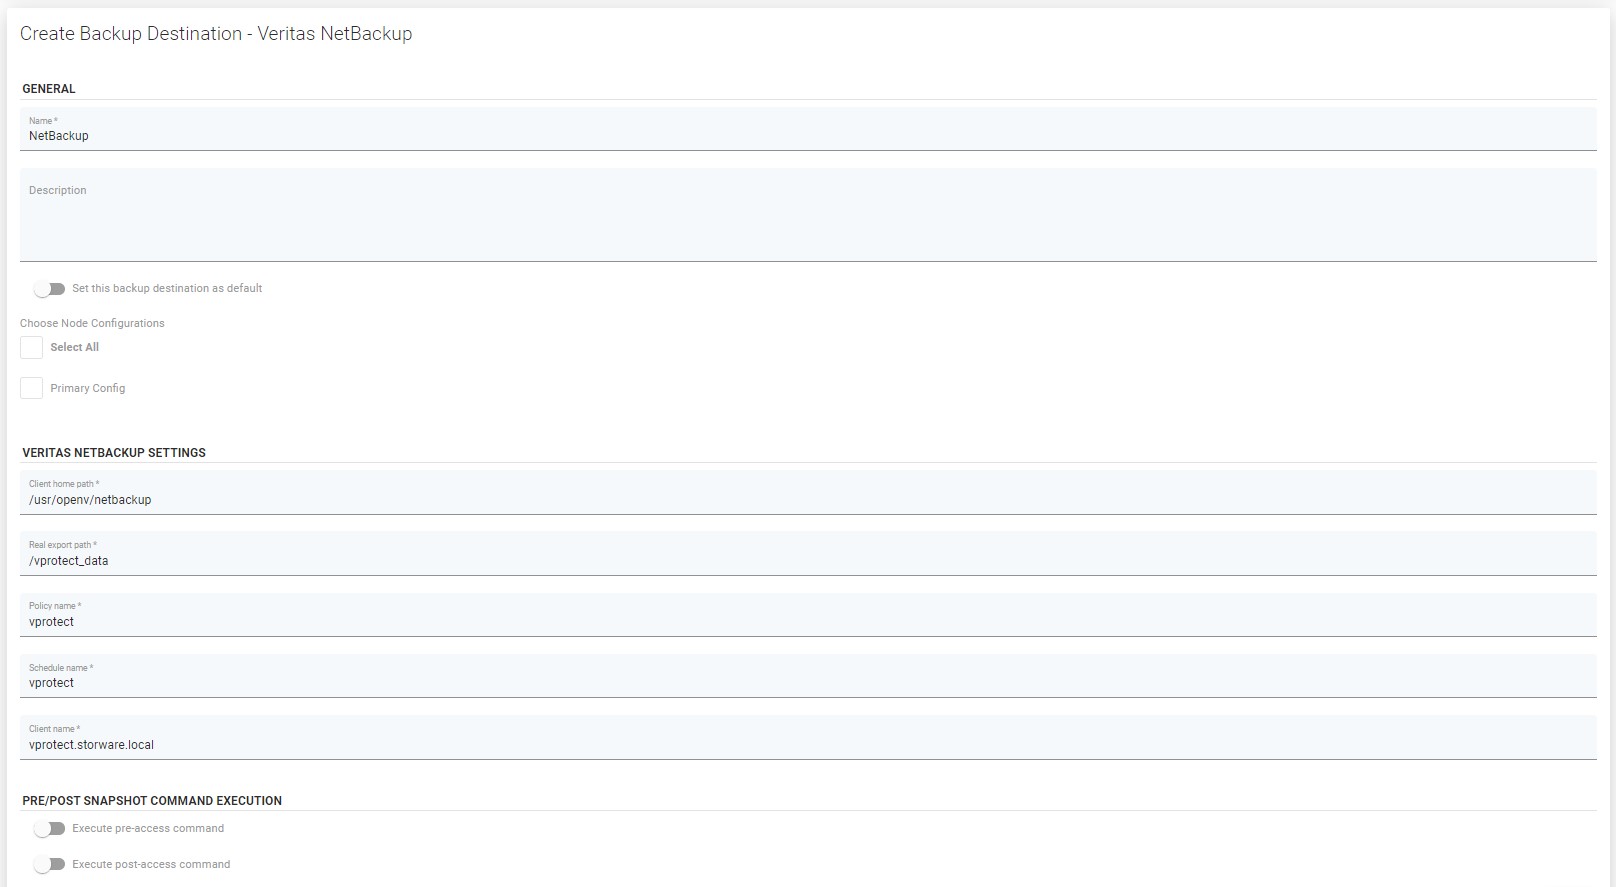 Create Backup Destination - Veritas NetBackup
GENERAL
Name *
NetBackup
Description
Set this backup destination as default
Choose Node Configurations
Select All
Primary Config
VERITAS NETBACKUP SETTINGS
Client home path *
/usr/openv/netbackup
Real export path *
/vprotect_data
Policy name *
vprotect
Schedule name *
vprotect
Client name *
vprotect.storware.local
PRE/POST SNAPSHOT COMMAND EXECUTION
Execute pre-access command
Execute post-access command